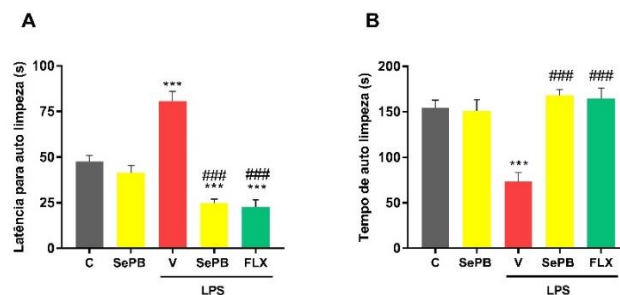 A
Latência para auto limpeza (s)
100
75
50
25
0
***
###
***
###
***
C SePB V SePB FLX
LPS
B
Tempo de auto limpeza (s)
200
150
100
50
0
***
###
###
C SePB V SePB FLX
LPS